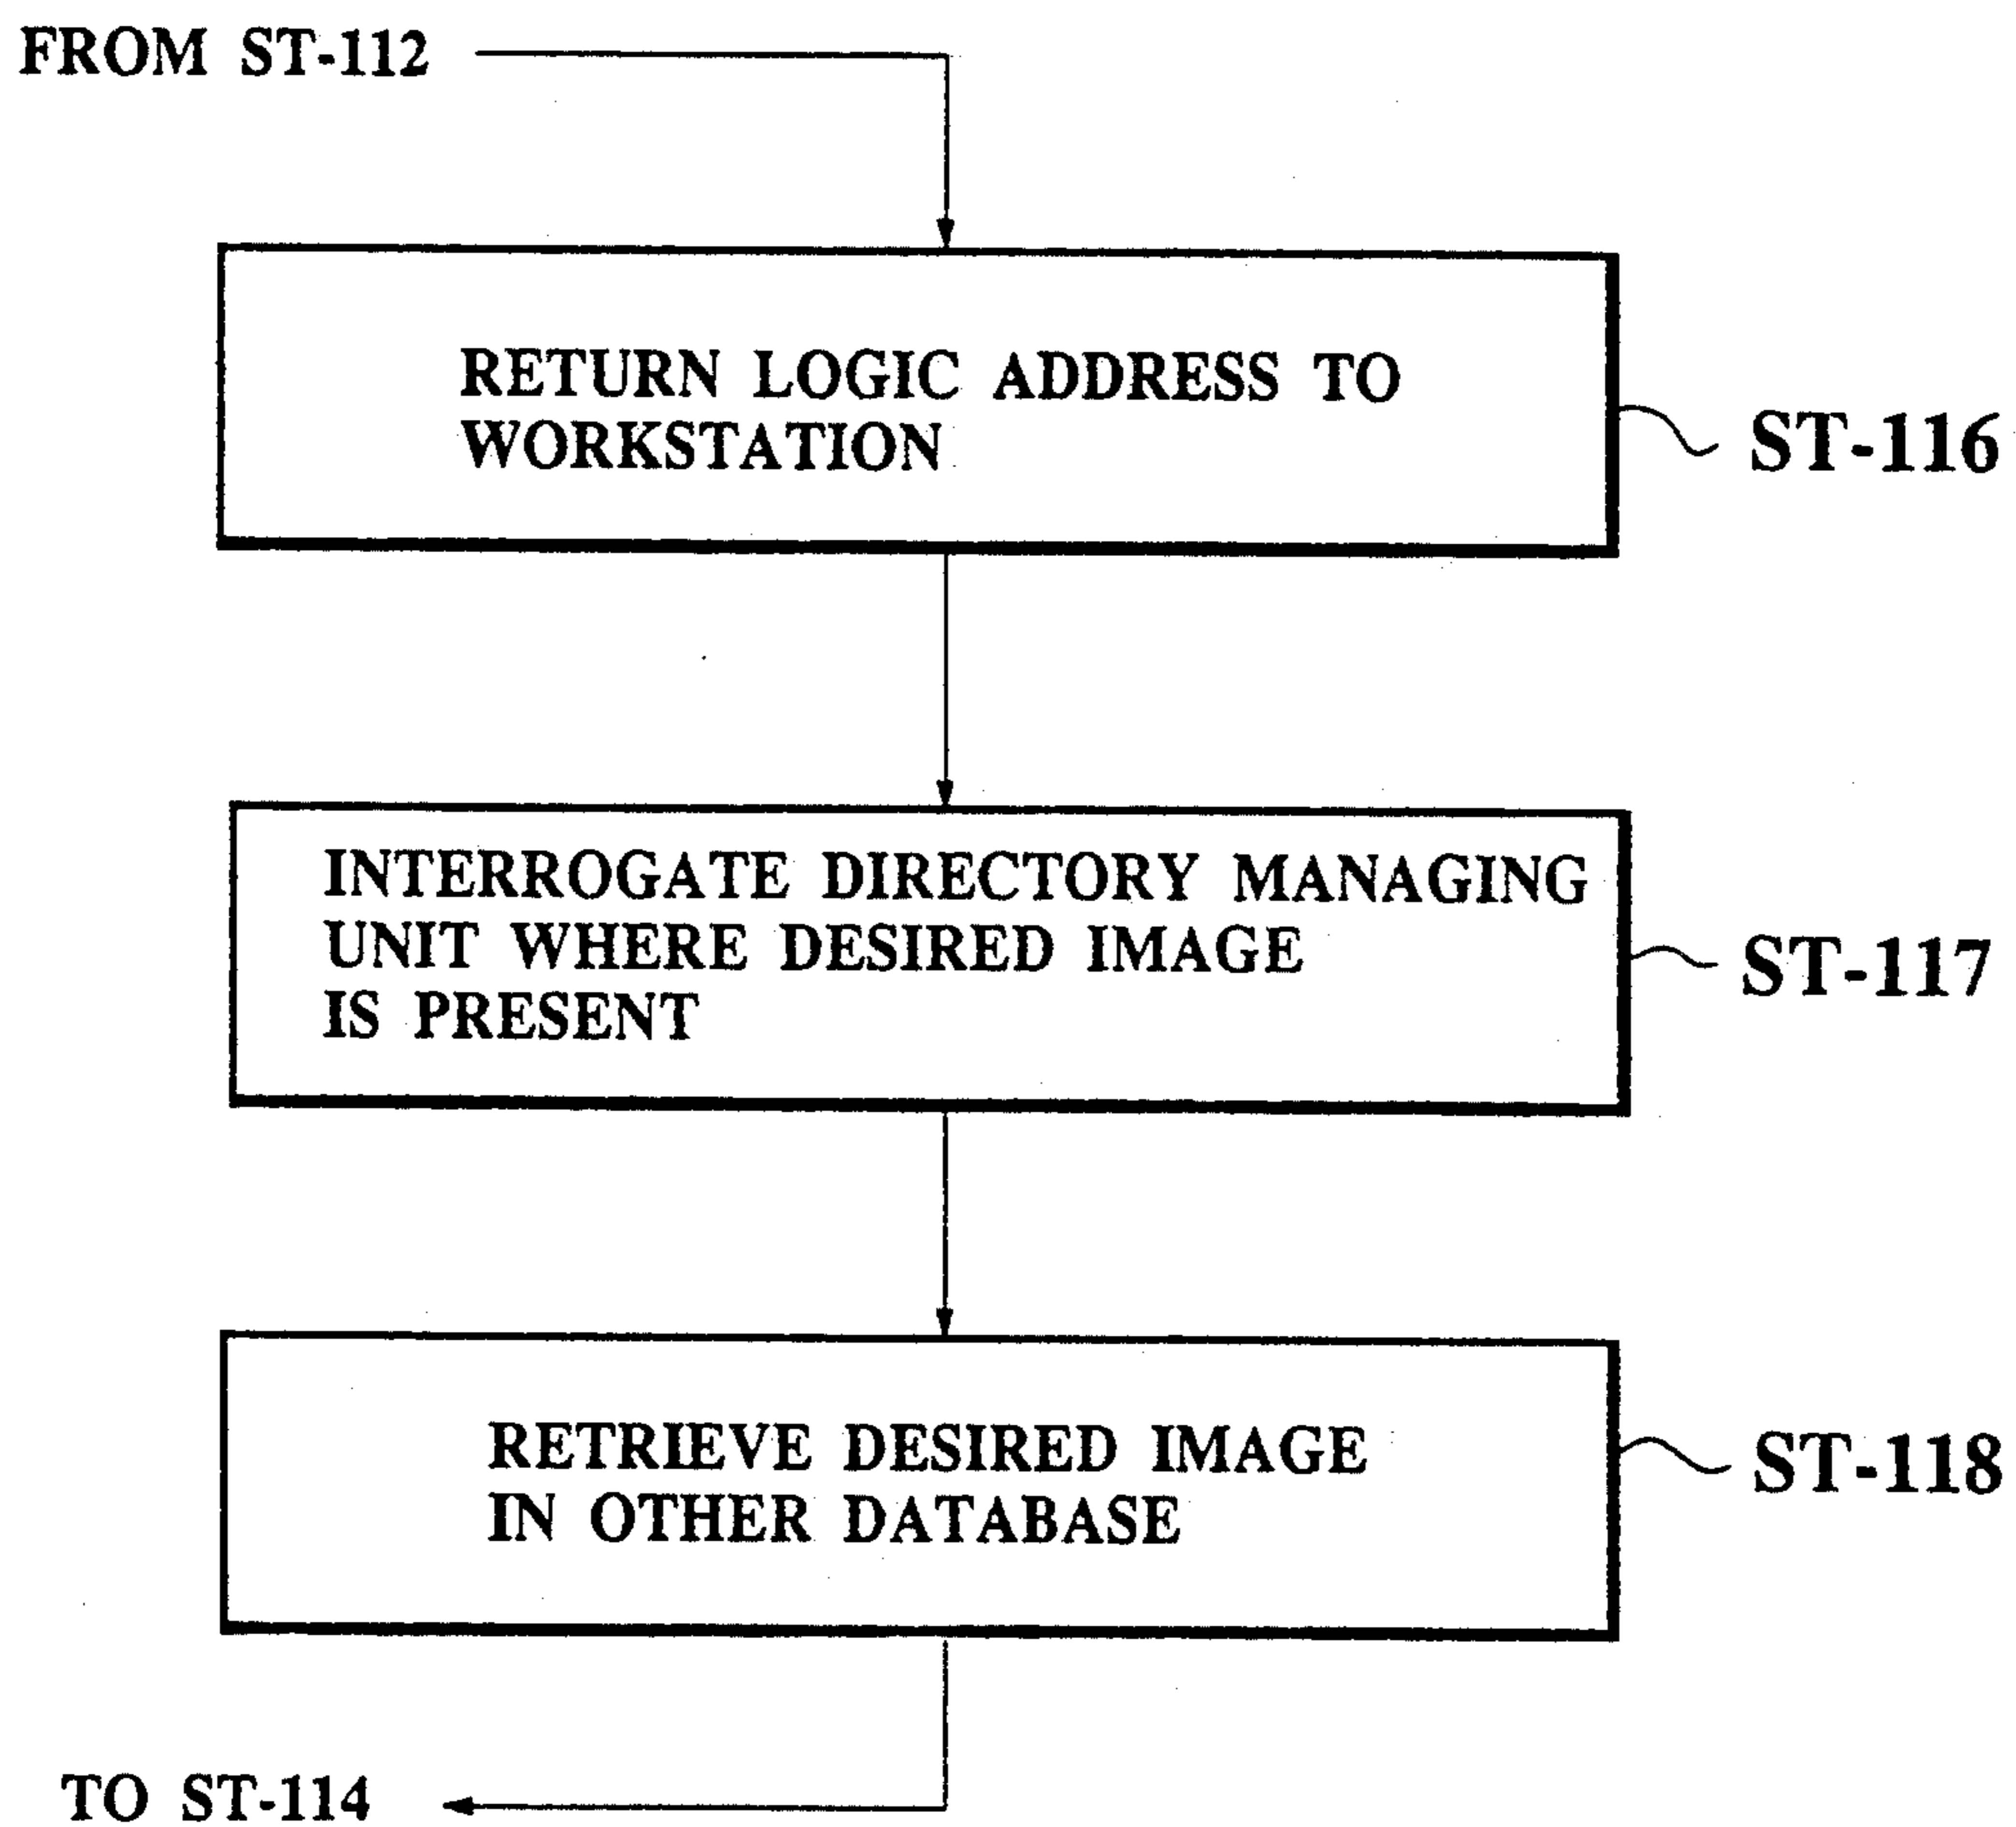 FROM ST-112
RETURN LOGIC ADDRESS TO
WORKSTATION
ST-116
INTERROGATE DIRECTORY MANAGING
UNIT WHERE DESIRED IMAGE
IS PRESENT
ST-117
RETRIEVE DESIRED IMAGE
IN OTHER DATABASE
ST-118
TO ST-114